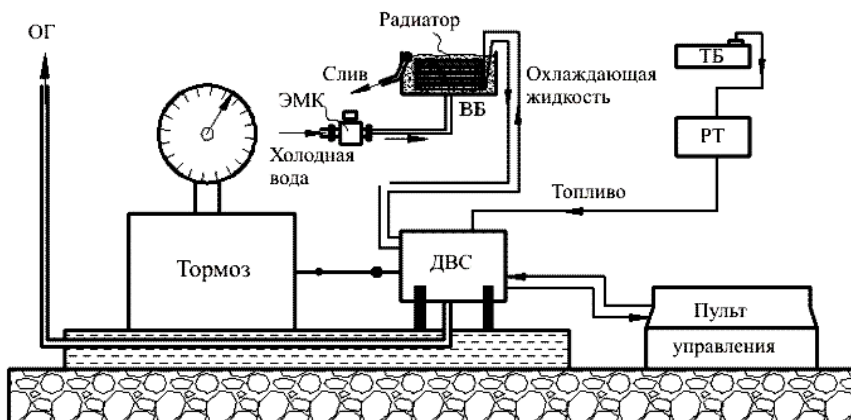 ОГ
Радиатор
Слив
ЭМК
ВБ
Охлаждающая
жидкость
ТБ
РТ
Холодная
вода
Топливо
Тормоз
ДВС
Пульт
управления